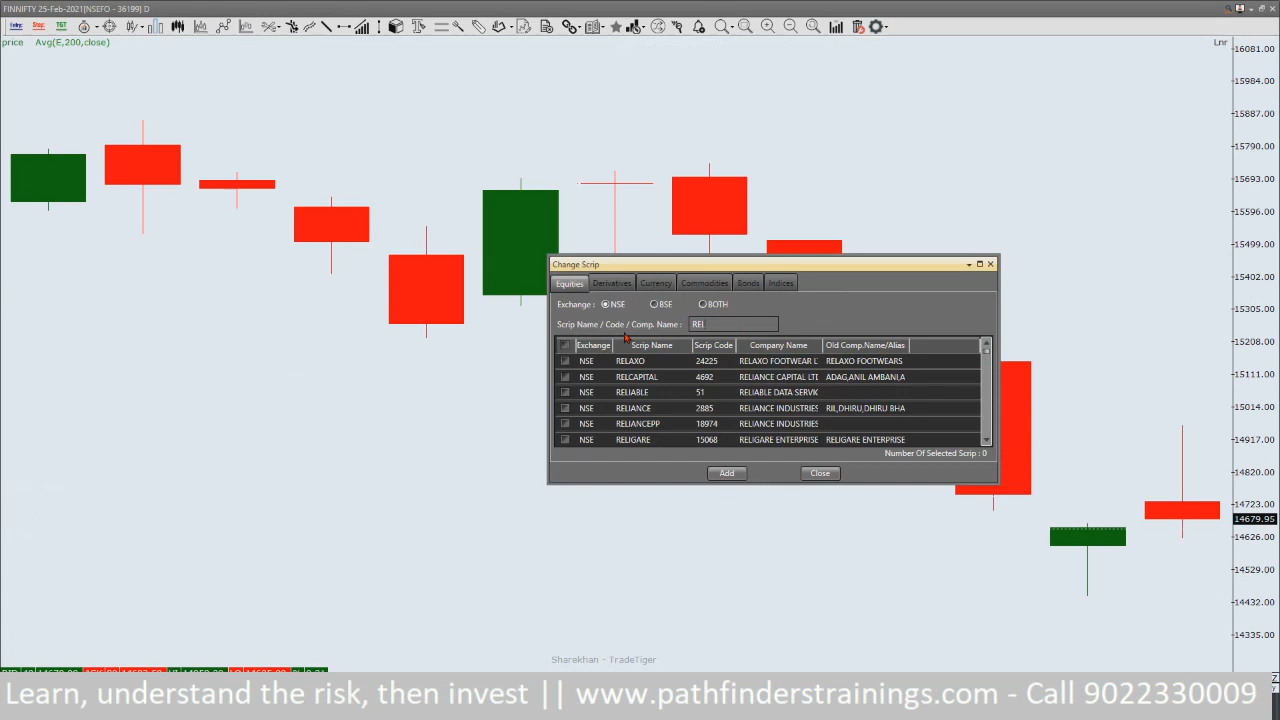 FINNIFTY 25-Feb-2021[NSEFO - 36199] D
price Avg(E,200,close)
Lnr
16081.00
15984.00
15887.00
15790.00
15693.00
15596.00
15499.00
15402.00
15305.00
15208.00
15111.00
15014.00
14917.00
14820.00
14723.00
14679.95
14626.00
14529.00
14432.00
14335.00
Change Scrip
Equities Derivatives Currency Commodities Bonds Indices
Exchange : NSE BSE BOTH
Scrip Name / Code / Comp. Name : REL
Exchange Scrip Name Scrip Code Company Name Old Comp.Name/Alias
NSE RELAXO 24225 RELAXO FOOTWEAR L RELAXO FOOTWEARS
NSE RELCAPITAL 4692 RELIANCE CAPITAL LTI ADAG,ANIL AMBANI,A
NSE RELIABLE 51 RELIABLE DATA SERVIC
NSE RELIANCE 2885 RELIANCE INDUSTRIES RIL,DHIRU,DHIRU BHA
NSE RELIANCEPP 18974 RELIANCE INDUSTRIES
NSE RELIGARE 15068 RELIGARE ENTERPRISE RELIGARE ENTERPRISE
Number Of Selected Scrip : 0
Add Close
Sharekhan - TradeTiger
Learn, understand the risk, then invest || www.pathfinderstrainings.com - Call 9022330009